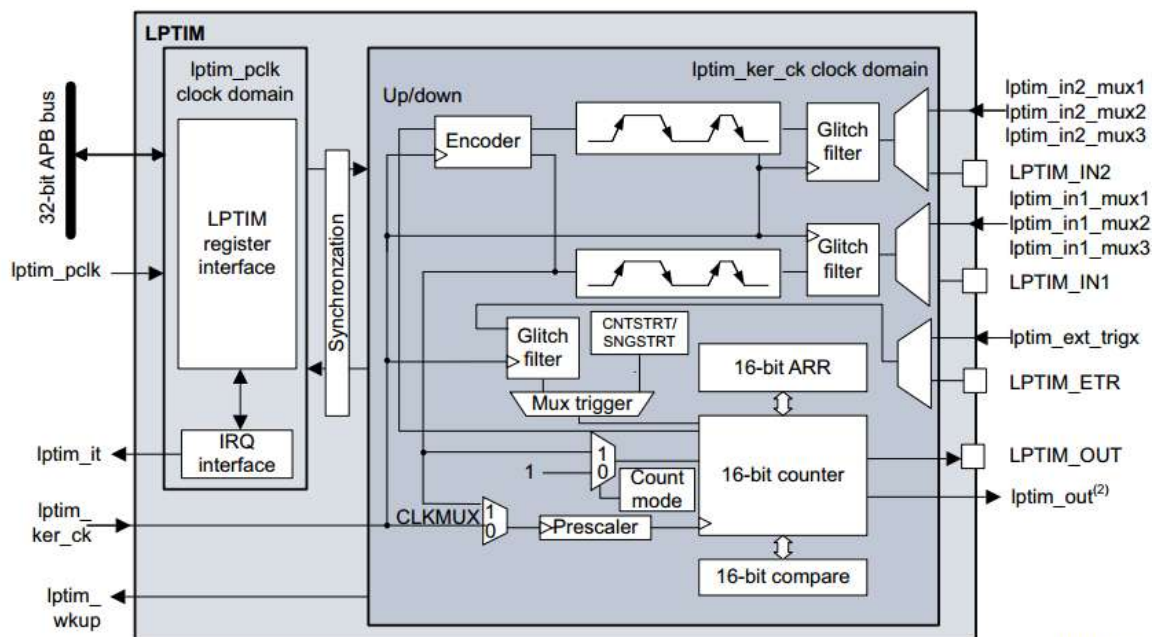 LPTIM
lptim_pclk
clock domain
lptim_ker_ck clock domain
Up/down
32-bit APB bus
LPTIM
register
interface
lptim_pclk
IRQ
interface
lptim_it
lptim_
ker_ck
lptim_
wkup
Synchronization
Encoder
Glitch
filter
lptim_in2_mux1
lptim_in2_mux2
lptim_in2_mux3
LPTIM_IN2
lptim_in1_mux1
lptim_in1_mux2
lptim_in1_mux3
Glitch
filter
LPTIM_IN1
Glitch
filter
CNTSTRT/
SNGSTRT
Mux trigger
16-bit ARR
lptim_ext_trigx
LPTIM_ETR
1
0
1
Count
mode
16-bit counter
LPTIM_OUT
lptim_out(2)
CLKMUX
1
0
Prescaler
16-bit compare